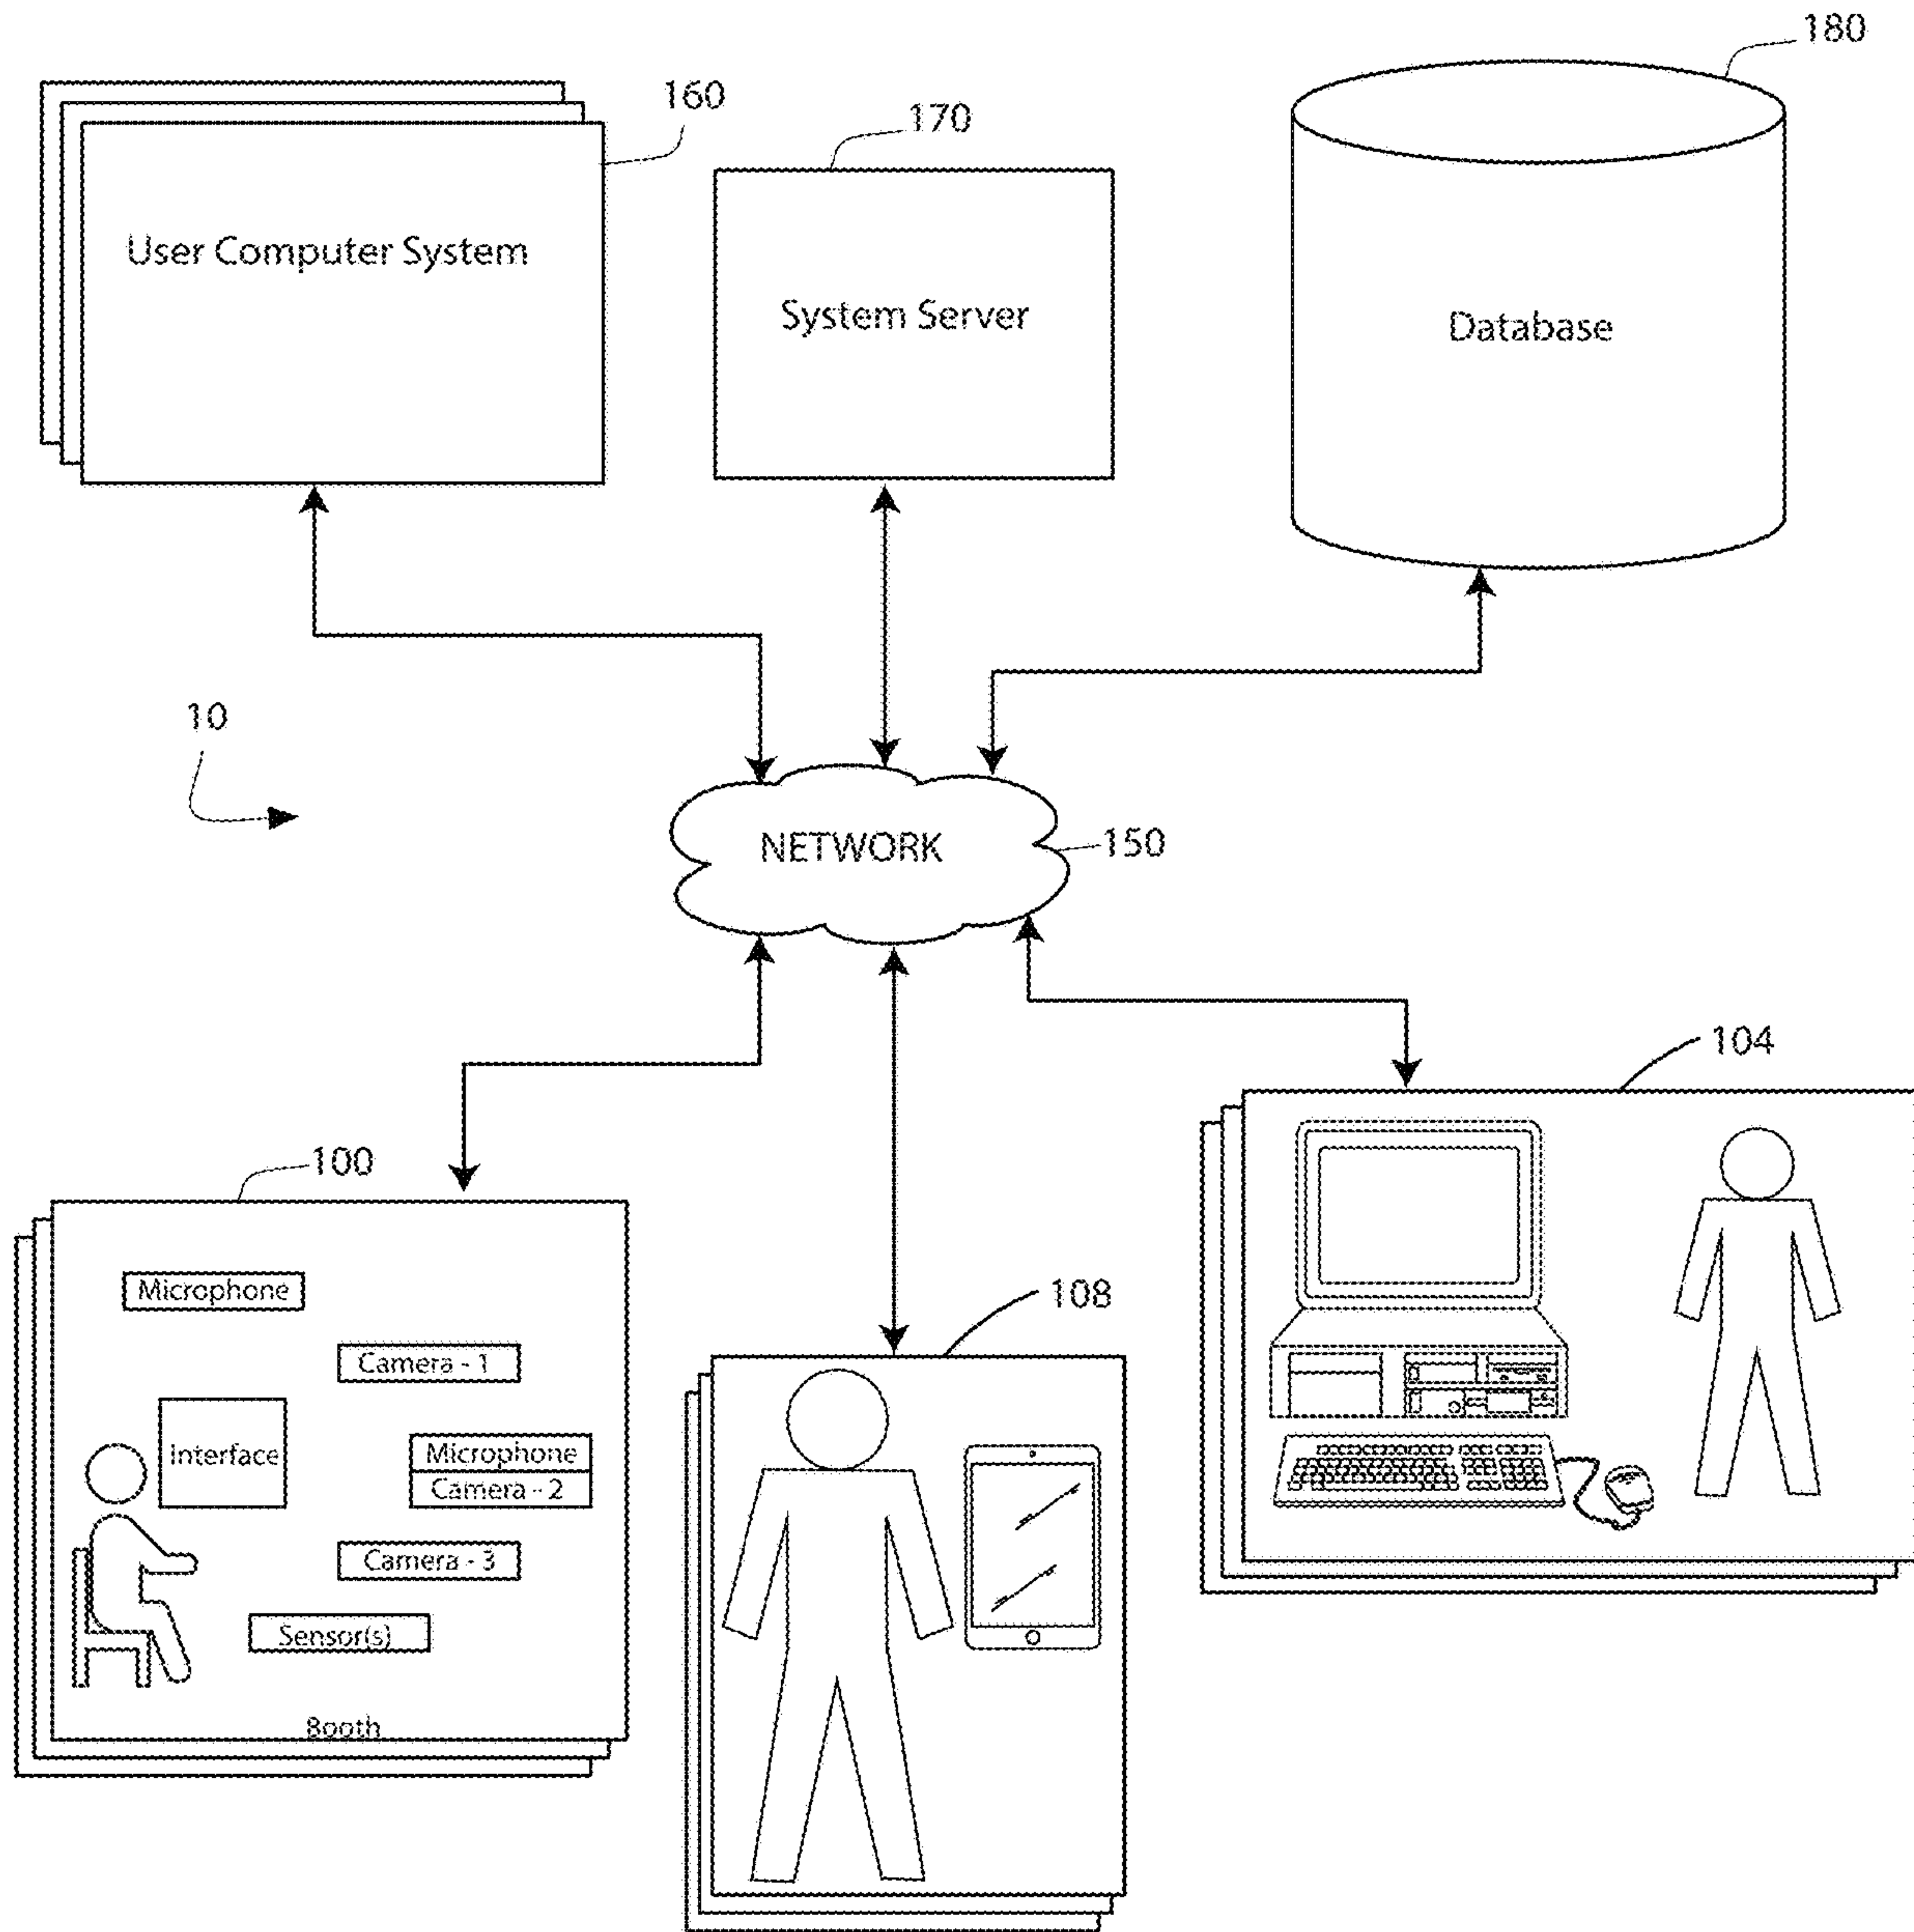 180
160
170
User Computer System
System Server
Database
10
NETWORK
150
104
100
Microphone
108
Camera - 1
Interface
Microphone
Camera - 2
Camera - 3
Sensor(s)
Booth